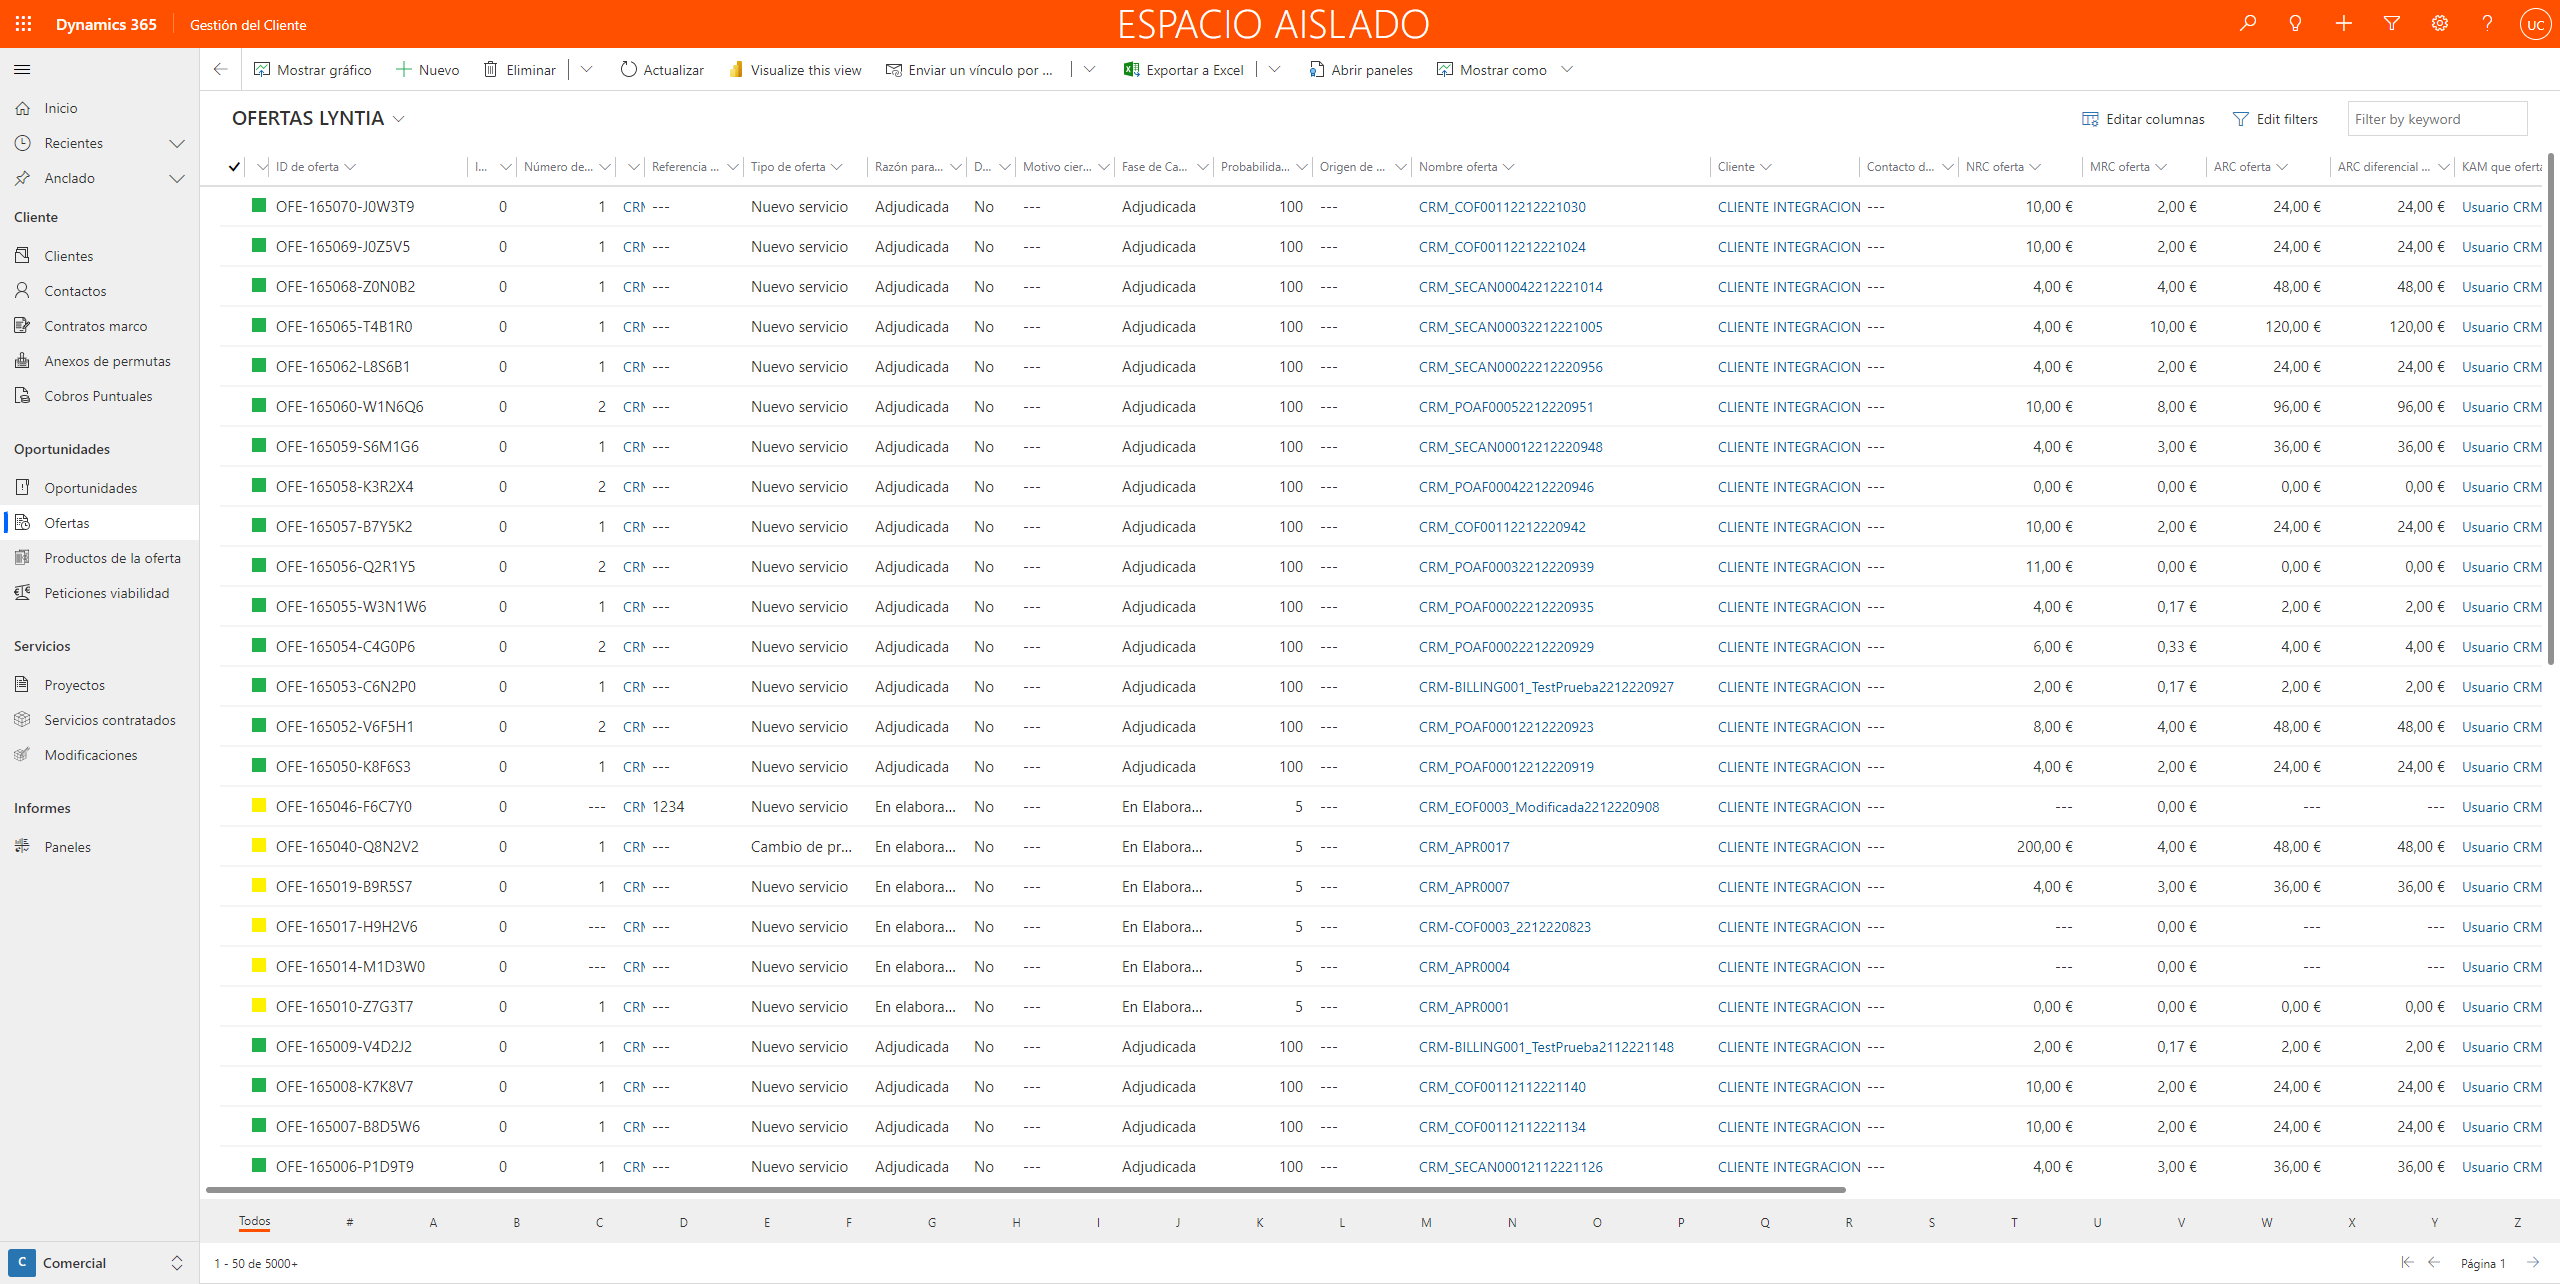 Dynamics 365 Gestión del Cliente ESPACIO AISLADO UC
Mostrar gráfico Nuevo Eliminar Actualizar Visualize this view Enviar un vínculo por ... Exportar a Excel Abrir paneles Mostrar como
Inicio
Recientes
Anclado
Cliente
Clientes
Contactos
Contratos marco
Anexos de permutas
Cobros Puntuales
Oportunidades
Oportunidades
Ofertas
Productos de la oferta
Peticiones viabilidad
Servicios
Proyectos
Servicios contratados
Modificaciones
Informes
Paneles
C Comercial
OFERTAS LYNTIA Editar columnas Edit filters Filter by keyword
ID de oferta I... Número de... Referencia ... Tipo de oferta Razón para... D... Motivo cier... Fase de Ca... Probabilida... Origen de ... Nombre oferta Cliente Contacto d... NRC oferta MRC oferta ARC oferta ARC diferencial ... KAM que oferta
OFE-165070-J0W3T9 0 1 CRM --- Nuevo servicio Adjudicada No --- Adjudicada 100 --- CRM_COF00112212221030 CLIENTE INTEGRACION --- 10,00 € 2,00 € 24,00 € 24,00 € Usuario CRM
OFE-165069-J0Z5V5 0 1 CRM --- Nuevo servicio Adjudicada No --- Adjudicada 100 --- CRM_COF00112212221024 CLIENTE INTEGRACION --- 10,00 € 2,00 € 24,00 € 24,00 € Usuario CRM
OFE-165068-Z0N0B2 0 1 CRM --- Nuevo servicio Adjudicada No --- Adjudicada 100 --- CRM_SECAN00042212221014 CLIENTE INTEGRACION --- 4,00 € 4,00 € 48,00 € 48,00 € Usuario CRM
OFE-165065-T4B1R0 0 1 CRM --- Nuevo servicio Adjudicada No --- Adjudicada 100 --- CRM_SECAN00032212221005 CLIENTE INTEGRACION --- 4,00 € 10,00 € 120,00 € 120,00 € Usuario CRM
OFE-165062-L8S6B1 0 1 CRM --- Nuevo servicio Adjudicada No --- Adjudicada 100 --- CRM_SECAN00022212220956 CLIENTE INTEGRACION --- 4,00 € 2,00 € 24,00 € 24,00 € Usuario CRM
OFE-165060-W1N6Q6 0 2 CRM --- Nuevo servicio Adjudicada No --- Adjudicada 100 --- CRM_POAF00052212220951 CLIENTE INTEGRACION --- 10,00 € 8,00 € 96,00 € 96,00 € Usuario CRM
OFE-165059-S6M1G6 0 1 CRM --- Nuevo servicio Adjudicada No --- Adjudicada 100 --- CRM_SECAN00012212220948 CLIENTE INTEGRACION --- 4,00 € 3,00 € 36,00 € 36,00 € Usuario CRM
OFE-165058-K3R2X4 0 2 CRM --- Nuevo servicio Adjudicada No --- Adjudicada 100 --- CRM_POAF00042212220946 CLIENTE INTEGRACION --- 0,00 € 0,00 € 0,00 € 0,00 € Usuario CRM
OFE-165057-B7Y5K2 0 1 CRM --- Nuevo servicio Adjudicada No --- Adjudicada 100 --- CRM_COF00112212220942 CLIENTE INTEGRACION --- 10,00 € 2,00 € 24,00 € 24,00 € Usuario CRM
OFE-165056-Q2R1Y5 0 2 CRM --- Nuevo servicio Adjudicada No --- Adjudicada 100 --- CRM_POAF00032212220939 CLIENTE INTEGRACION --- 11,00 € 0,00 € 0,00 € 0,00 € Usuario CRM
OFE-165055-W3N1W6 0 1 CRM --- Nuevo servicio Adjudicada No --- Adjudicada 100 --- CRM_POAF00022212220935 CLIENTE INTEGRACION --- 4,00 € 0,17 € 2,00 € 2,00 € Usuario CRM
OFE-165054-C4G0P6 0 2 CRM --- Nuevo servicio Adjudicada No --- Adjudicada 100 --- CRM_POAF00022212220929 CLIENTE INTEGRACION --- 6,00 € 0,33 € 4,00 € 4,00 € Usuario CRM
OFE-165053-C6N2P0 0 1 CRM --- Nuevo servicio Adjudicada No --- Adjudicada 100 --- CRM-BILLING001_TestPrueba2212220927 CLIENTE INTEGRACION --- 2,00 € 0,17 € 2,00 € 2,00 € Usuario CRM
OFE-165052-V6F5H1 0 2 CRM --- Nuevo servicio Adjudicada No --- Adjudicada 100 --- CRM_POAF00012212220923 CLIENTE INTEGRACION --- 8,00 € 4,00 € 48,00 € 48,00 € Usuario CRM
OFE-165050-K8F6S3 0 1 CRM --- Nuevo servicio Adjudicada No --- Adjudicada 100 --- CRM_POAF00012212220919 CLIENTE INTEGRACION --- 4,00 € 2,00 € 24,00 € 24,00 € Usuario CRM
OFE-165046-F6C7Y0 0 --- CRM 1234 Nuevo servicio En elabora... No --- En Elabora... 5 --- CRM_EOF0003_Modificada2212220908 CLIENTE INTEGRACION --- --- 0,00 € --- --- Usuario CRM
OFE-165040-Q8N2V2 0 1 CRM --- Cambio de pr... En elabora... No --- En Elabora... 5 --- CRM_APR0017 CLIENTE INTEGRACION --- 200,00 € 4,00 € 48,00 € 48,00 € Usuario CRM
OFE-165019-B9R5S7 0 1 CRM --- Nuevo servicio En elabora... No --- En Elabora... 5 --- CRM_APR0007 CLIENTE INTEGRACION --- 4,00 € 3,00 € 36,00 € 36,00 € Usuario CRM
OFE-165017-H9H2V6 0 --- CRM --- Nuevo servicio En elabora... No --- En Elabora... 5 --- CRM-COF0003_2212220823 CLIENTE INTEGRACION --- --- 0,00 € --- --- Usuario CRM
OFE-165014-M1D3W0 0 --- CRM --- Nuevo servicio En elabora... No --- En Elabora... 5 --- CRM_APR0004 CLIENTE INTEGRACION --- --- 0,00 € --- --- Usuario CRM
OFE-165010-Z7G3T7 0 1 CRM --- Nuevo servicio En elabora... No --- En Elabora... 5 --- CRM_APR0001 CLIENTE INTEGRACION --- 0,00 € 0,00 € 0,00 € 0,00 € Usuario CRM
OFE-165009-V4D2J2 0 1 CRM --- Nuevo servicio Adjudicada No --- Adjudicada 100 --- CRM-BILLING001_TestPrueba2112221148 CLIENTE INTEGRACION --- 2,00 € 0,17 € 2,00 € 2,00 € Usuario CRM
OFE-165008-K7K8V7 0 1 CRM --- Nuevo servicio Adjudicada No --- Adjudicada 100 --- CRM_COF00112112221140 CLIENTE INTEGRACION --- 10,00 € 2,00 € 24,00 € 24,00 € Usuario CRM
OFE-165007-B8D5W6 0 1 CRM --- Nuevo servicio Adjudicada No --- Adjudicada 100 --- CRM_COF00112112221134 CLIENTE INTEGRACION --- 10,00 € 2,00 € 24,00 € 24,00 € Usuario CRM
OFE-165006-P1D9T9 0 1 CRM --- Nuevo servicio Adjudicada No --- Adjudicada 100 --- CRM_SECAN00012112221126 CLIENTE INTEGRACION --- 4,00 € 3,00 € 36,00 € 36,00 € Usuario CRM
Todos # A B C D E F G H I J K L M N O P Q R S T U V W X Y Z
1 - 50 de 5000+ Página 1